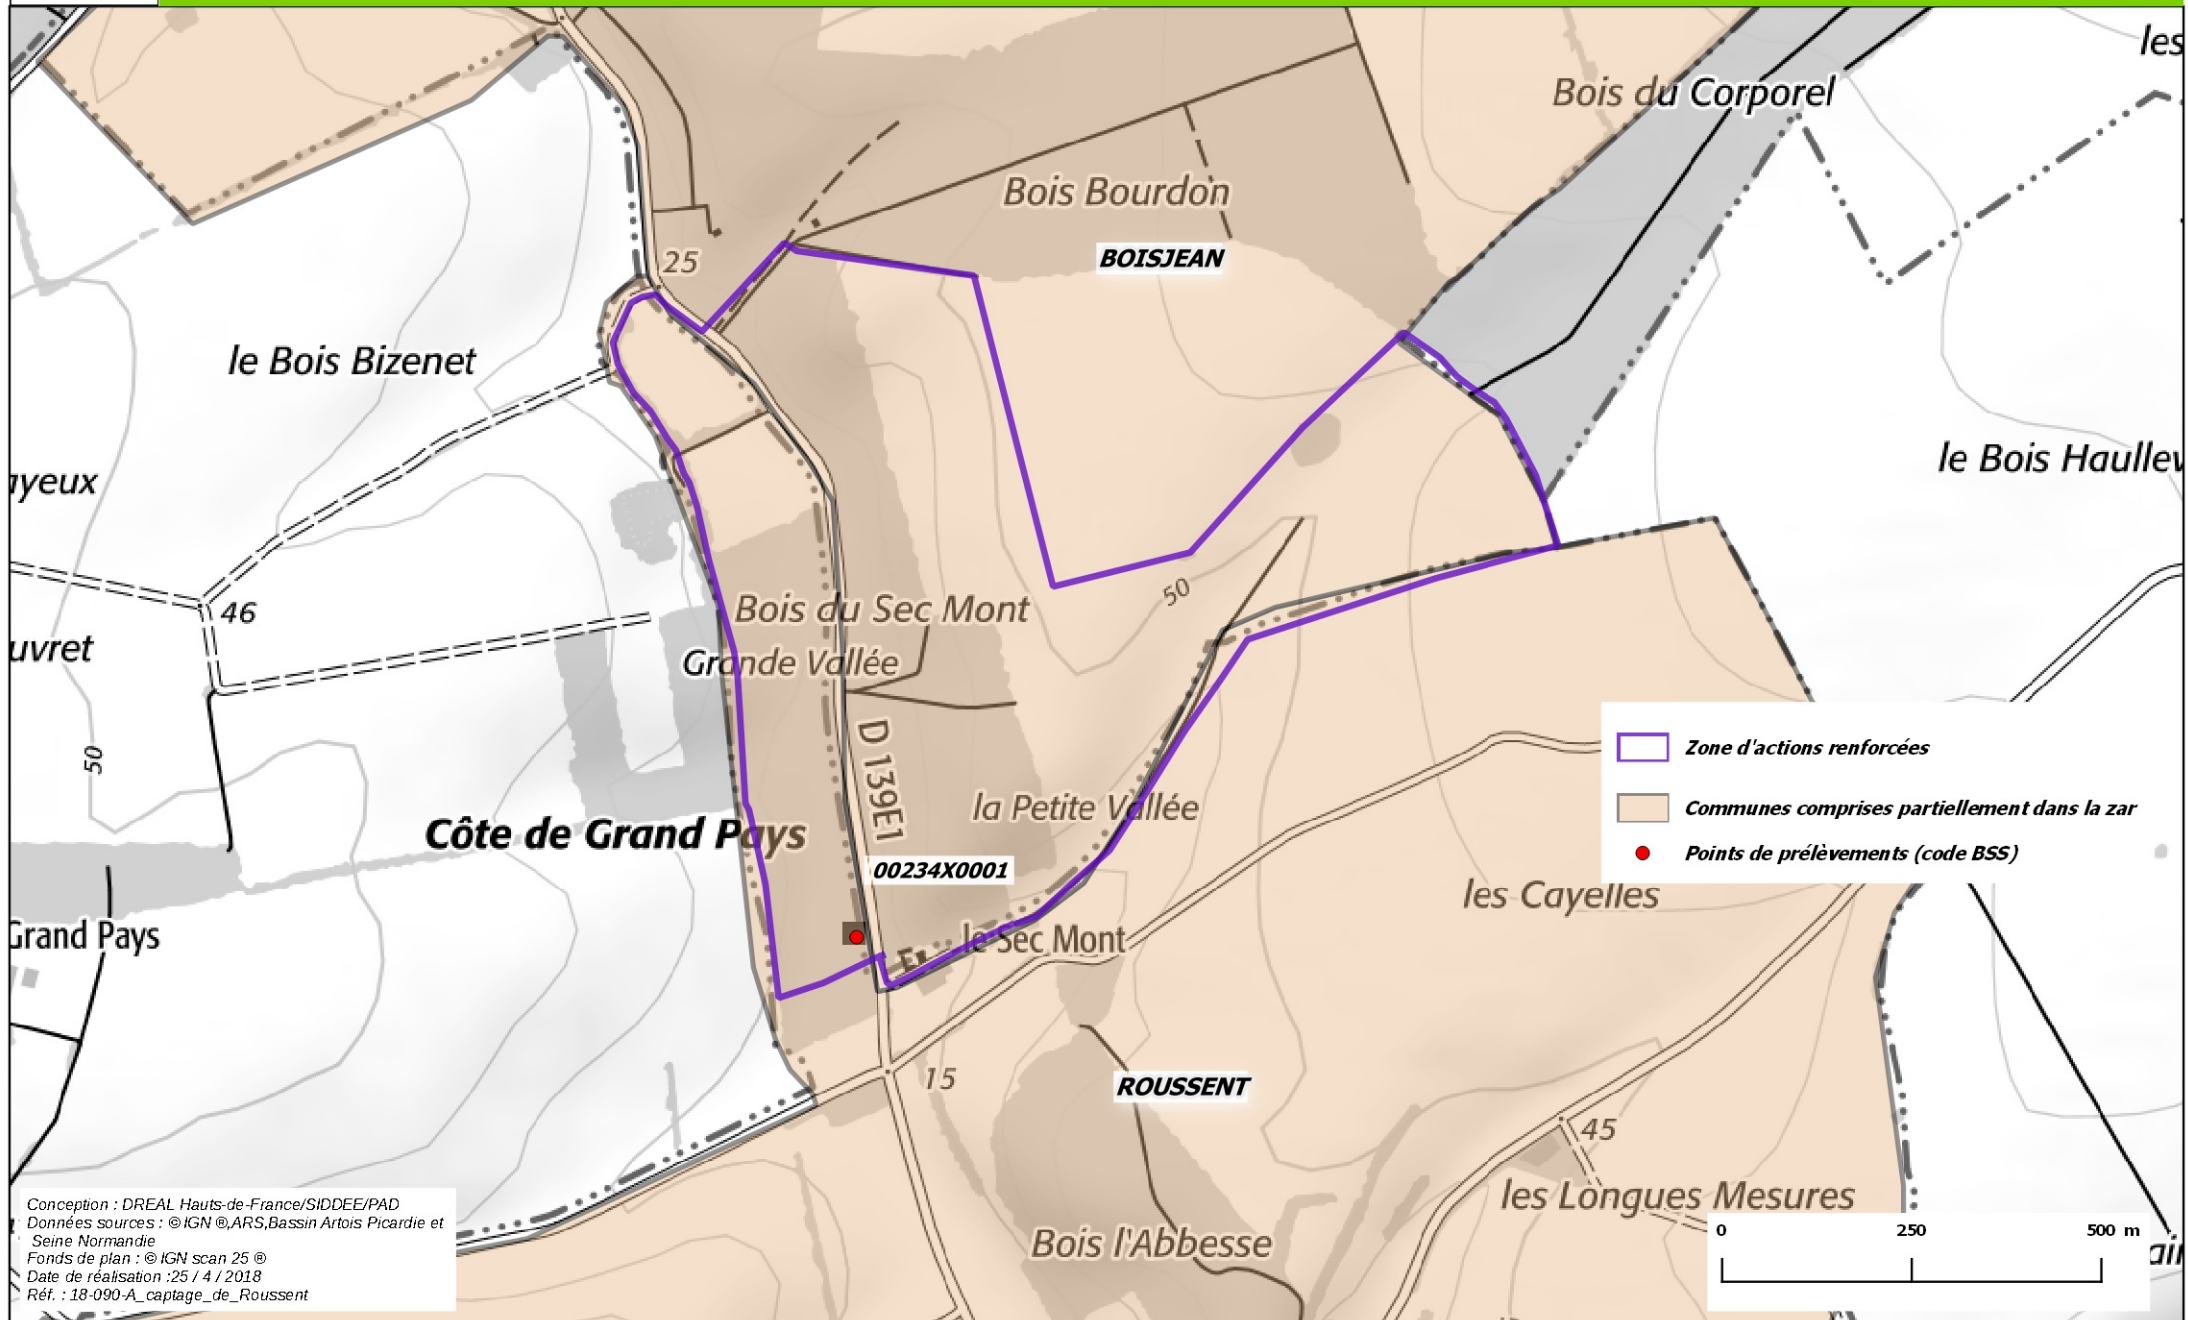 les
Bois du Corporel
Bois Bourdon
25
BOISJEAN
le Bois Bizenet
le Bois Haullev
ayeux
50
46
Bois du Sec Mont
uvret
Grande Vallée
D 139E1
50
Zone d'actions renforcées
Communes comprises partiellement dans la zar
Points de prélèvements (code BSS)
la Petite Vallée
Côte de Grand Pays
00234X0001
les Cayelles
Grand Pays
le Sec Mont
15
ROUSSENT
45
les Longues Mesures
Bois l'Abbesse
0 250 500 m
Conception : DREAL Hauts-de-France/SIDDEE/PAD
Données sources : © IGN ®,ARS,Bassin Artois Picardie et
Seine Normandie
Fonds de plan : © IGN scan 25 ®
Date de réalisation :25 / 4 / 2018
Réf. : 18-090-A_captage_de_Roussent